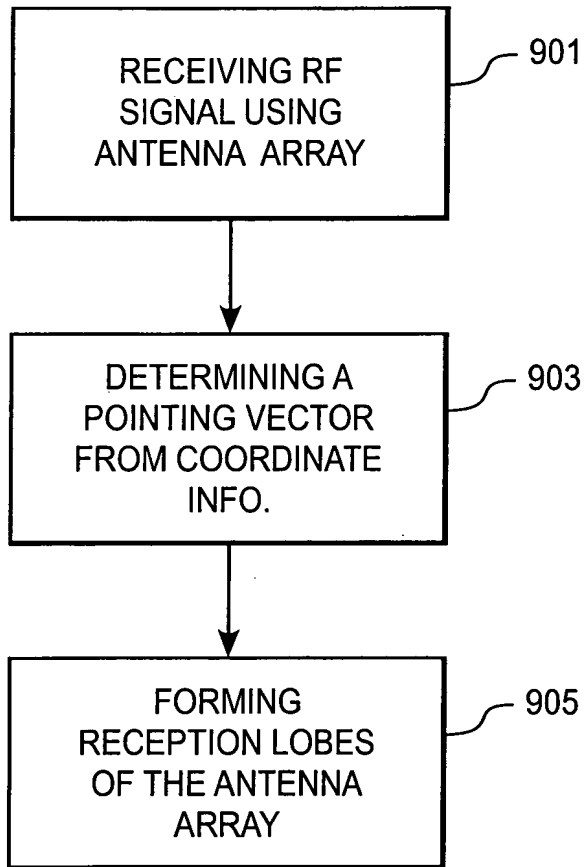 RECEIVING RF
SIGNAL USING
ANTENNA ARRAY
901
DETERMINING A
POINTING VECTOR
FROM COORDINATE
INFO.
903
FORMING
RECEPTION LOBES
OF THE ANTENNA
ARRAY
905